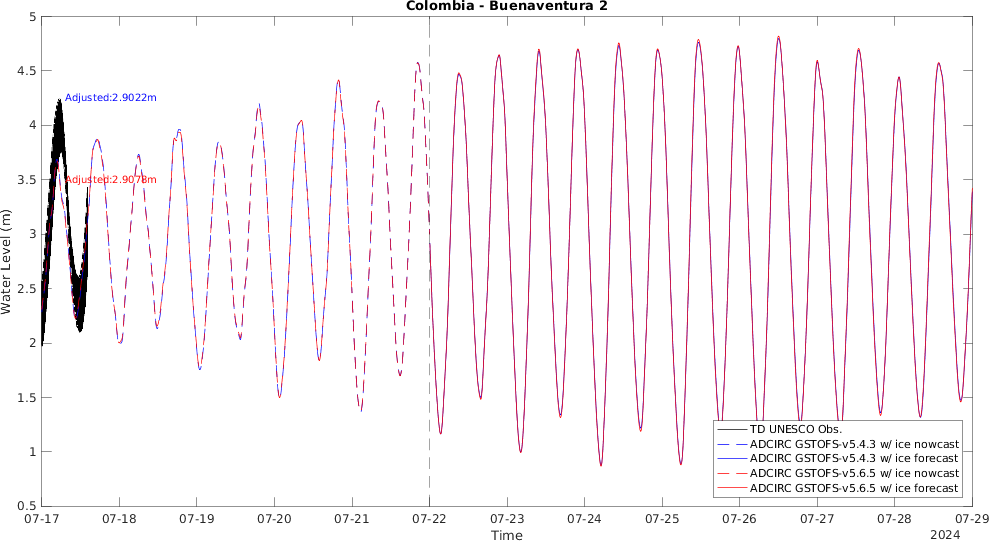 Colombia - Buenaventura 2
Water Level (m)
5
4.5
4
3.5
3
2.5
2
1.5
1
0.5
Adjusted:2.9022m
Adjusted:2.9078m
TD UNESCO Obs.
ADCIRC GSTOFS-v5.4.3 w/ ice nowcast
ADCIRC GSTOFS-v5.4.3 w/ ice forecast
ADCIRC GSTOFS-v5.6.5 w/ ice nowcast
ADCIRC GSTOFS-v5.6.5 w/ ice forecast
07-17 07-18 07-19 07-20 07-21 07-22 07-23 07-24 07-25 07-26 07-27 07-28 07-29
Time
2024